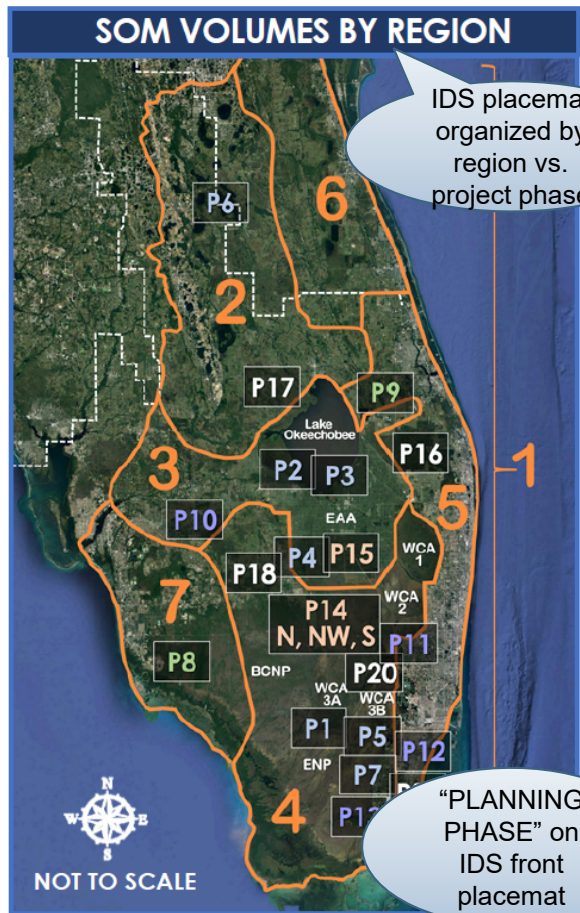 SOM VOLUMES BY REGION
IDS placemat
organized by
region vs.
project phase
6
P6
2
P17
P9
Lake
Okeechobee
P16
3
P2
P3
1
5
P10
EAA
WCA
1
P4
P15
P18
7
WCA
2
P14
N, NW, S
P11
P8
BCNP
P20
WCA
3A
WCA
3B
P1
P5
P12
ENP
P7
4
N
W
E
S
NOT TO SCALE
"PLANNING
PHASE" on
IDS front
placemat